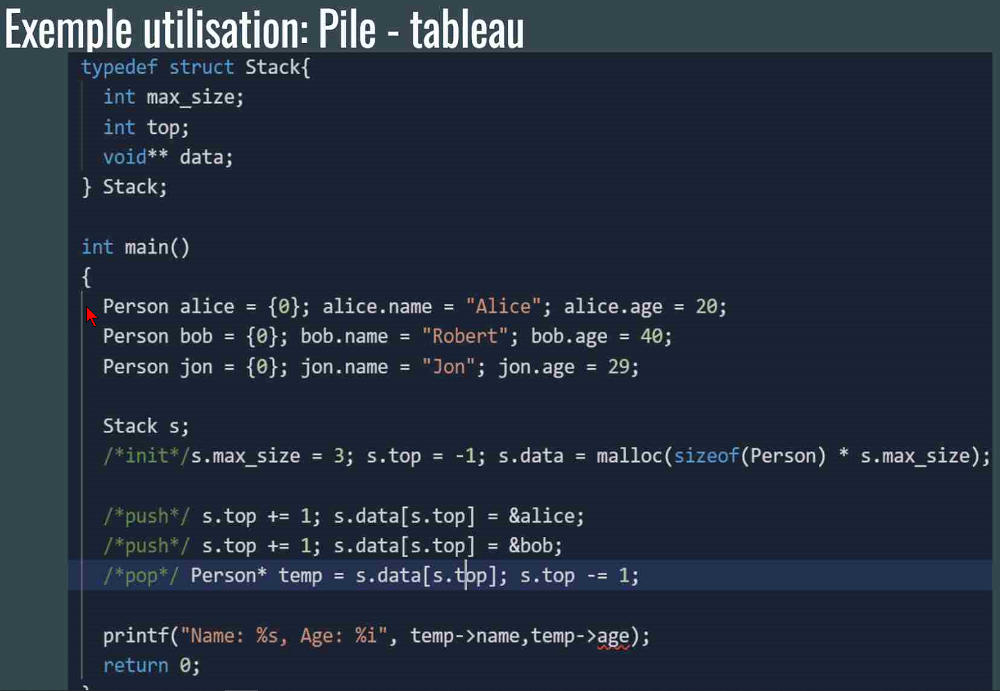 Exemple utilisation: Pile - tableau
typedef struct Stack{
int max_size;
int top;
void** data;
} Stack;
int main()
{
Person alice = {0}; alice.name = "Alice"; alice.age = 20;
Person bob = {0}; bob.name = "Robert"; bob.age = 40;
Person jon = {0}; jon.name = "Jon"; jon.age = 29;
Stack s;
/*init*/s.max_size = 3; s.top = -1; s.data = malloc(sizeof(Person) * s.max_size);
/*push*/ s.top += 1; s.data[s.top] = &alice;
/*push*/ s.top += 1; s.data[s.top] = &bob;
/*pop*/ Person* temp = s.data[s.top]; s.top -= 1;
printf("Name: %s, Age: %i", temp->name,temp->age);
return 0;
}